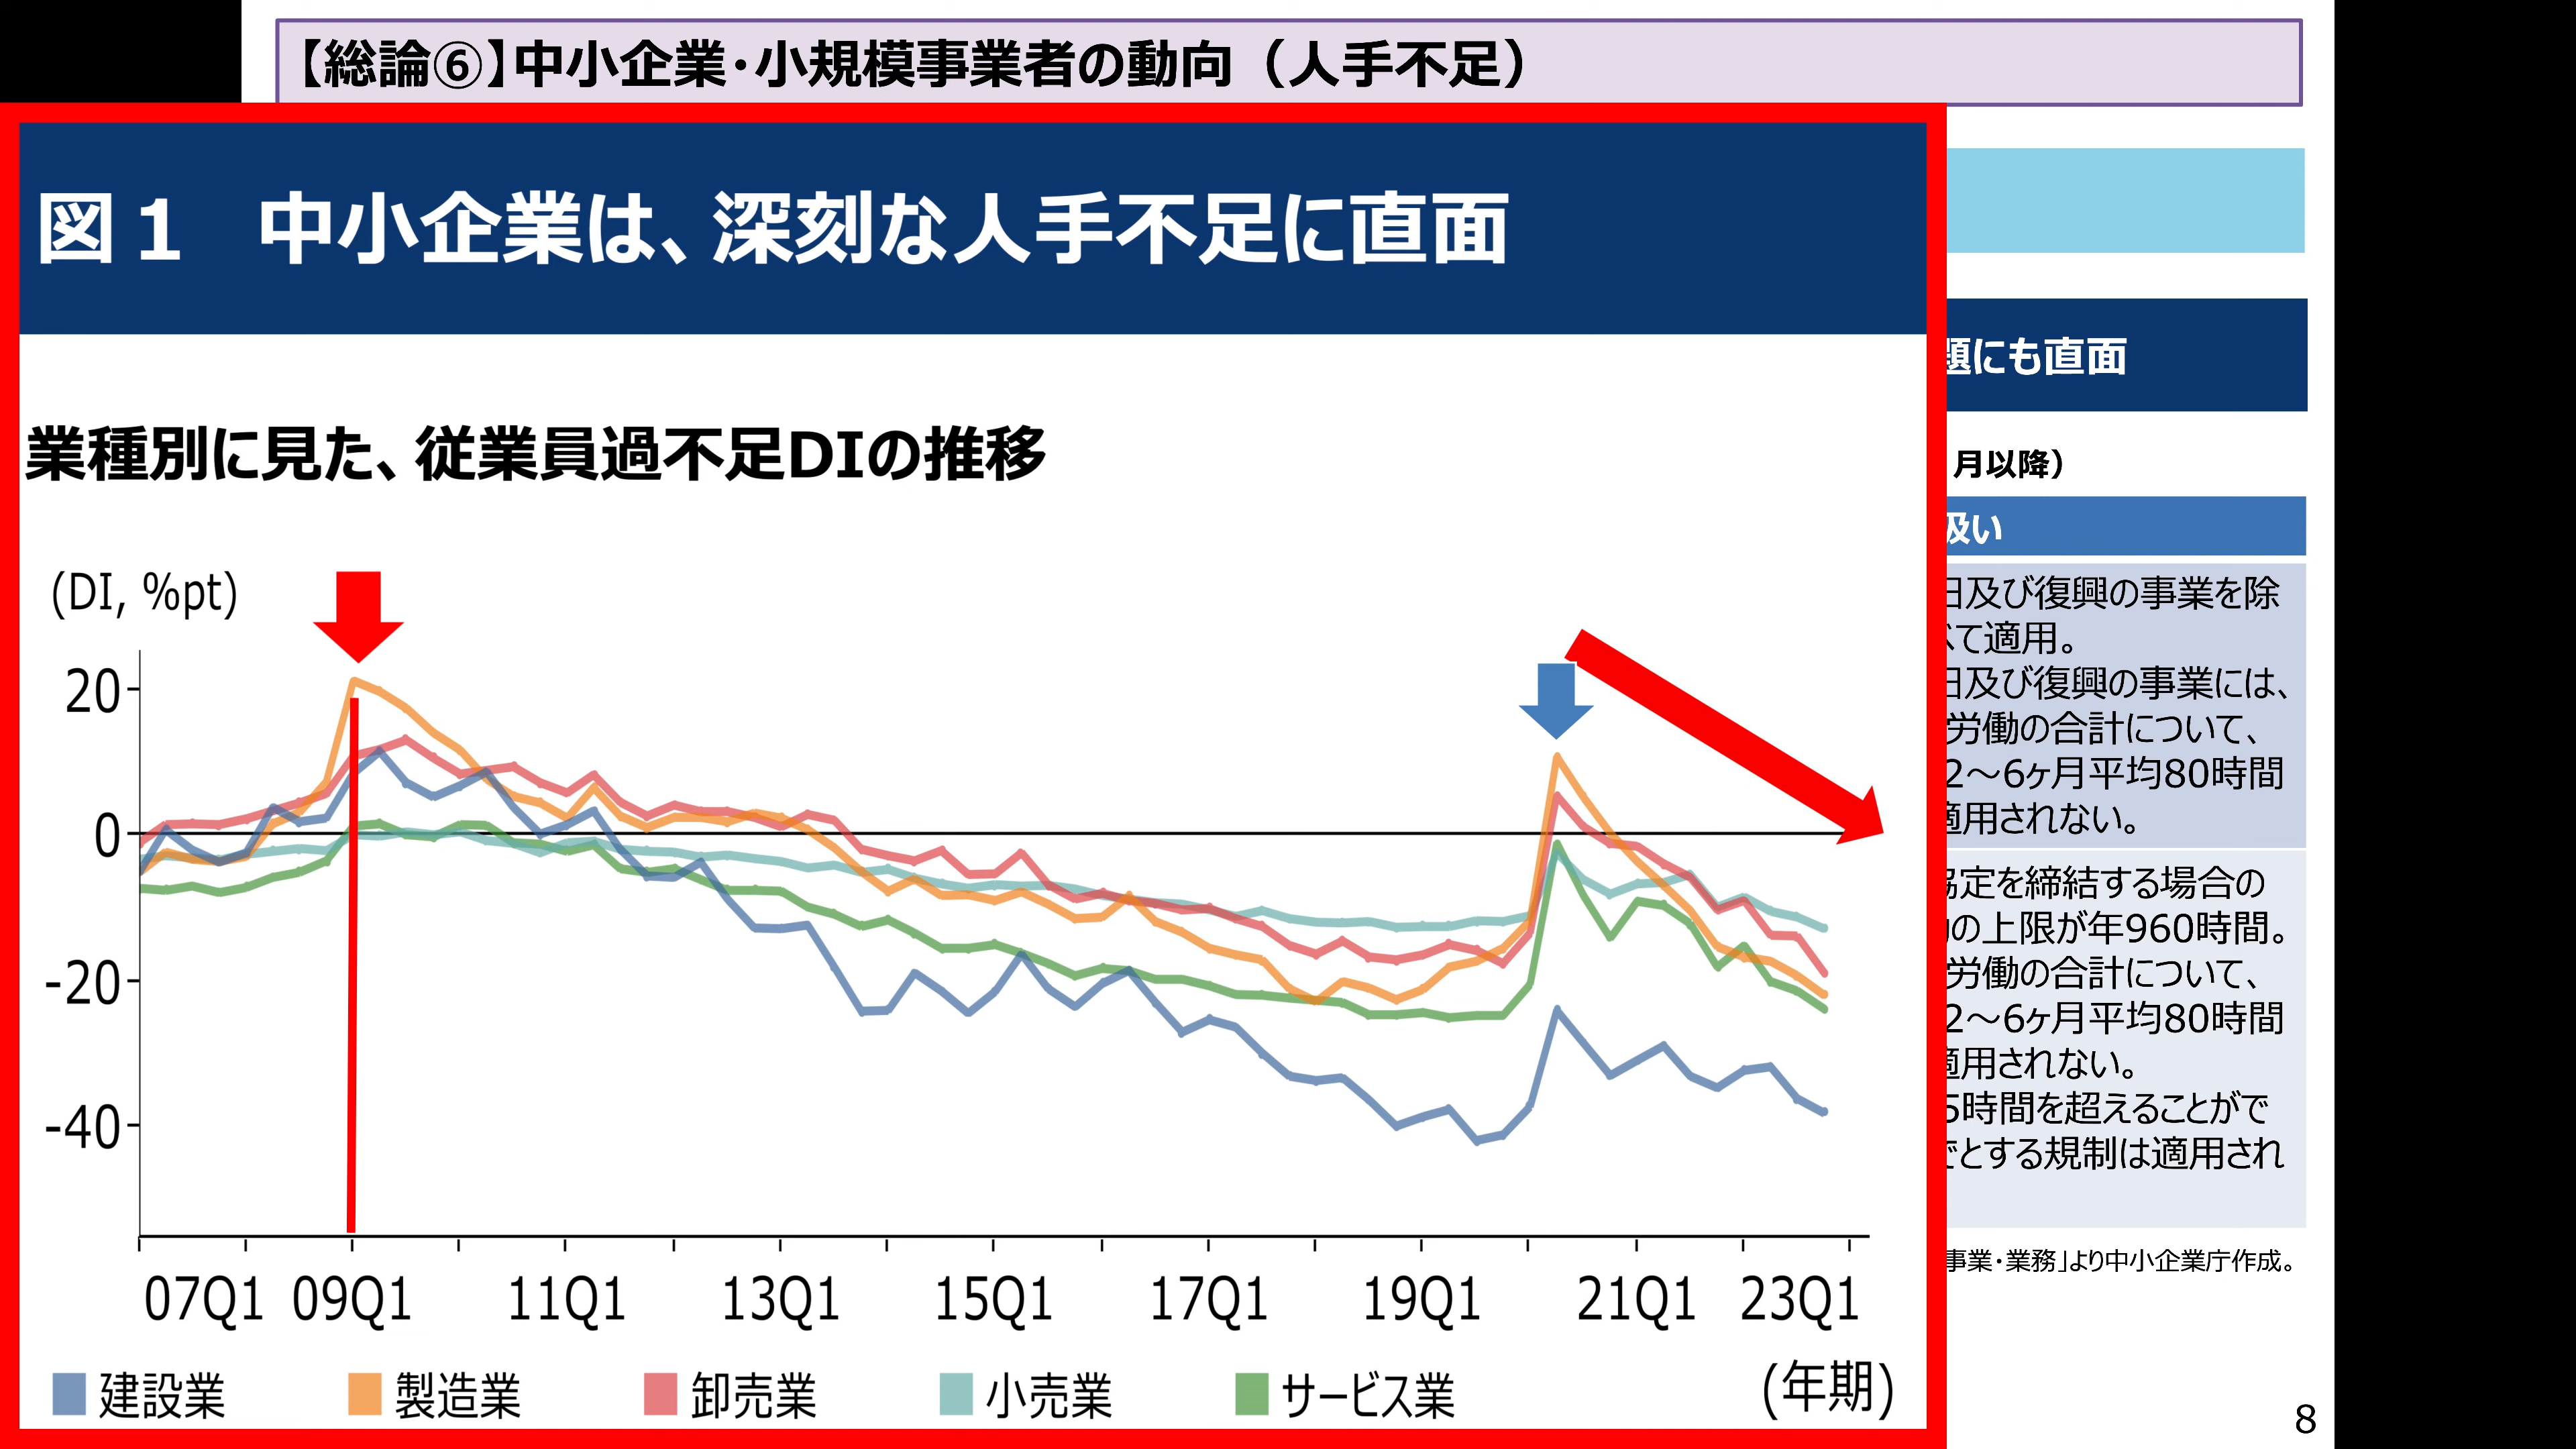 【総論⑥】中小企業・小規模事業者の動向（人手不足）
図１　中小企業は、深刻な人手不足に直面
業種別に見た、従業員過不足DIの推移
(DI, %pt)
20
0
-20
-40
07Q1 09Q1 11Q1 13Q1 15Q1 17Q1 19Q1 21Q1 23Q1
(年期)
建設業 製造業 卸売業 小売業 サービス業
題にも直面
月以降）
扱い
及び復興の事業を除
て適用。
及び復興の事業には、
労働の合計について、
2～6ヶ月平均80時間
適用されない。
協定を締結する場合の
の上限が年960時間。
労働の合計について、
2～6ヶ月平均80時間
適用されない。
5時間を超えることがで
とする規制は適用され
事業・業務」より中小企業庁作成。
8